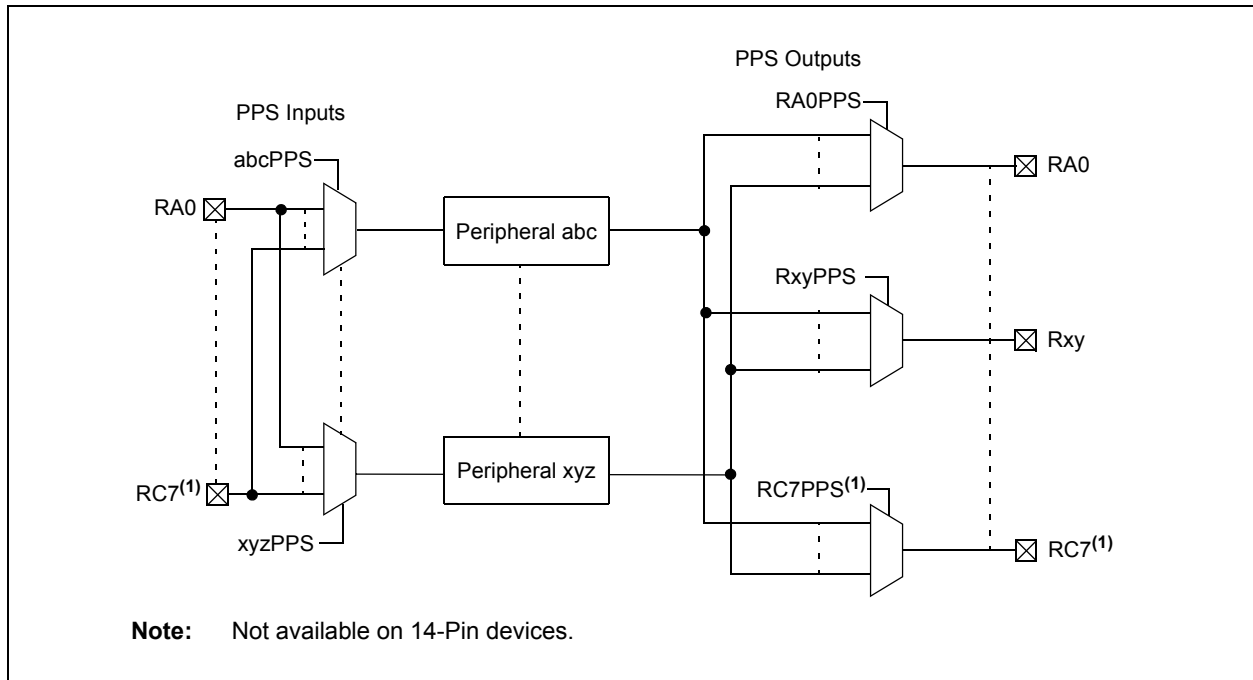 PPS Outputs
RA0PPS
PPS Inputs
abcPPS
RA0
Peripheral abc
RA0
RxyPPS
Rxy
Peripheral xyz
RC7(1)
RC7PPS(1)
xyzPPS
RC7(1)
Note: Not available on 14-Pin devices.